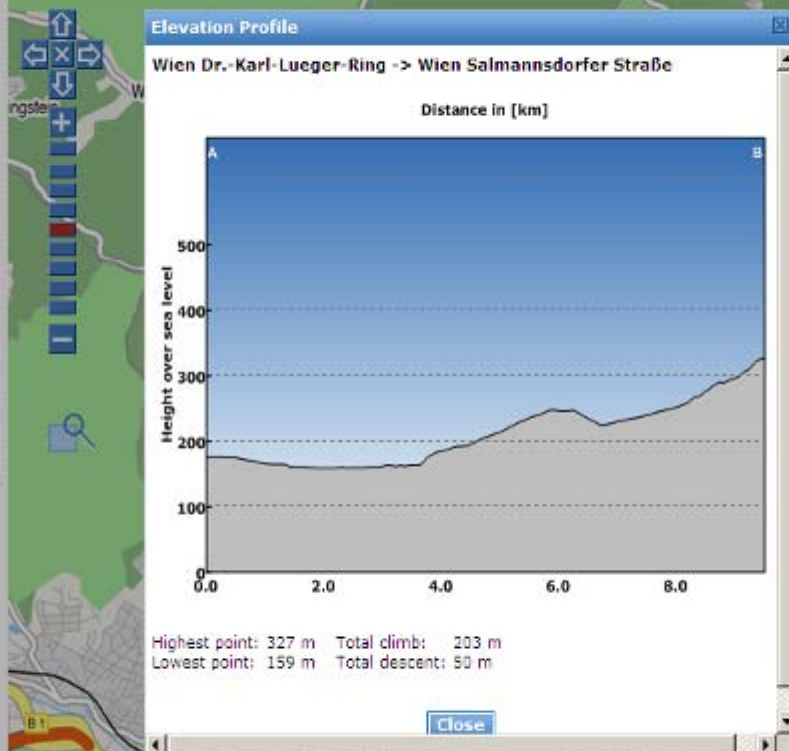 Elevation Profile
Wien Dr.-Karl-Lueger-Ring -> Wien Salmannsdorfer Straße
Distance in [km]
A B
Height over sea level
500
400
300
200
100
0
0.0 2.0 4.0 6.0 8.0
Highest point: 327 m Total climb: 203 m
Lowest point: 159 m Total descent: 50 m
Close
B 1